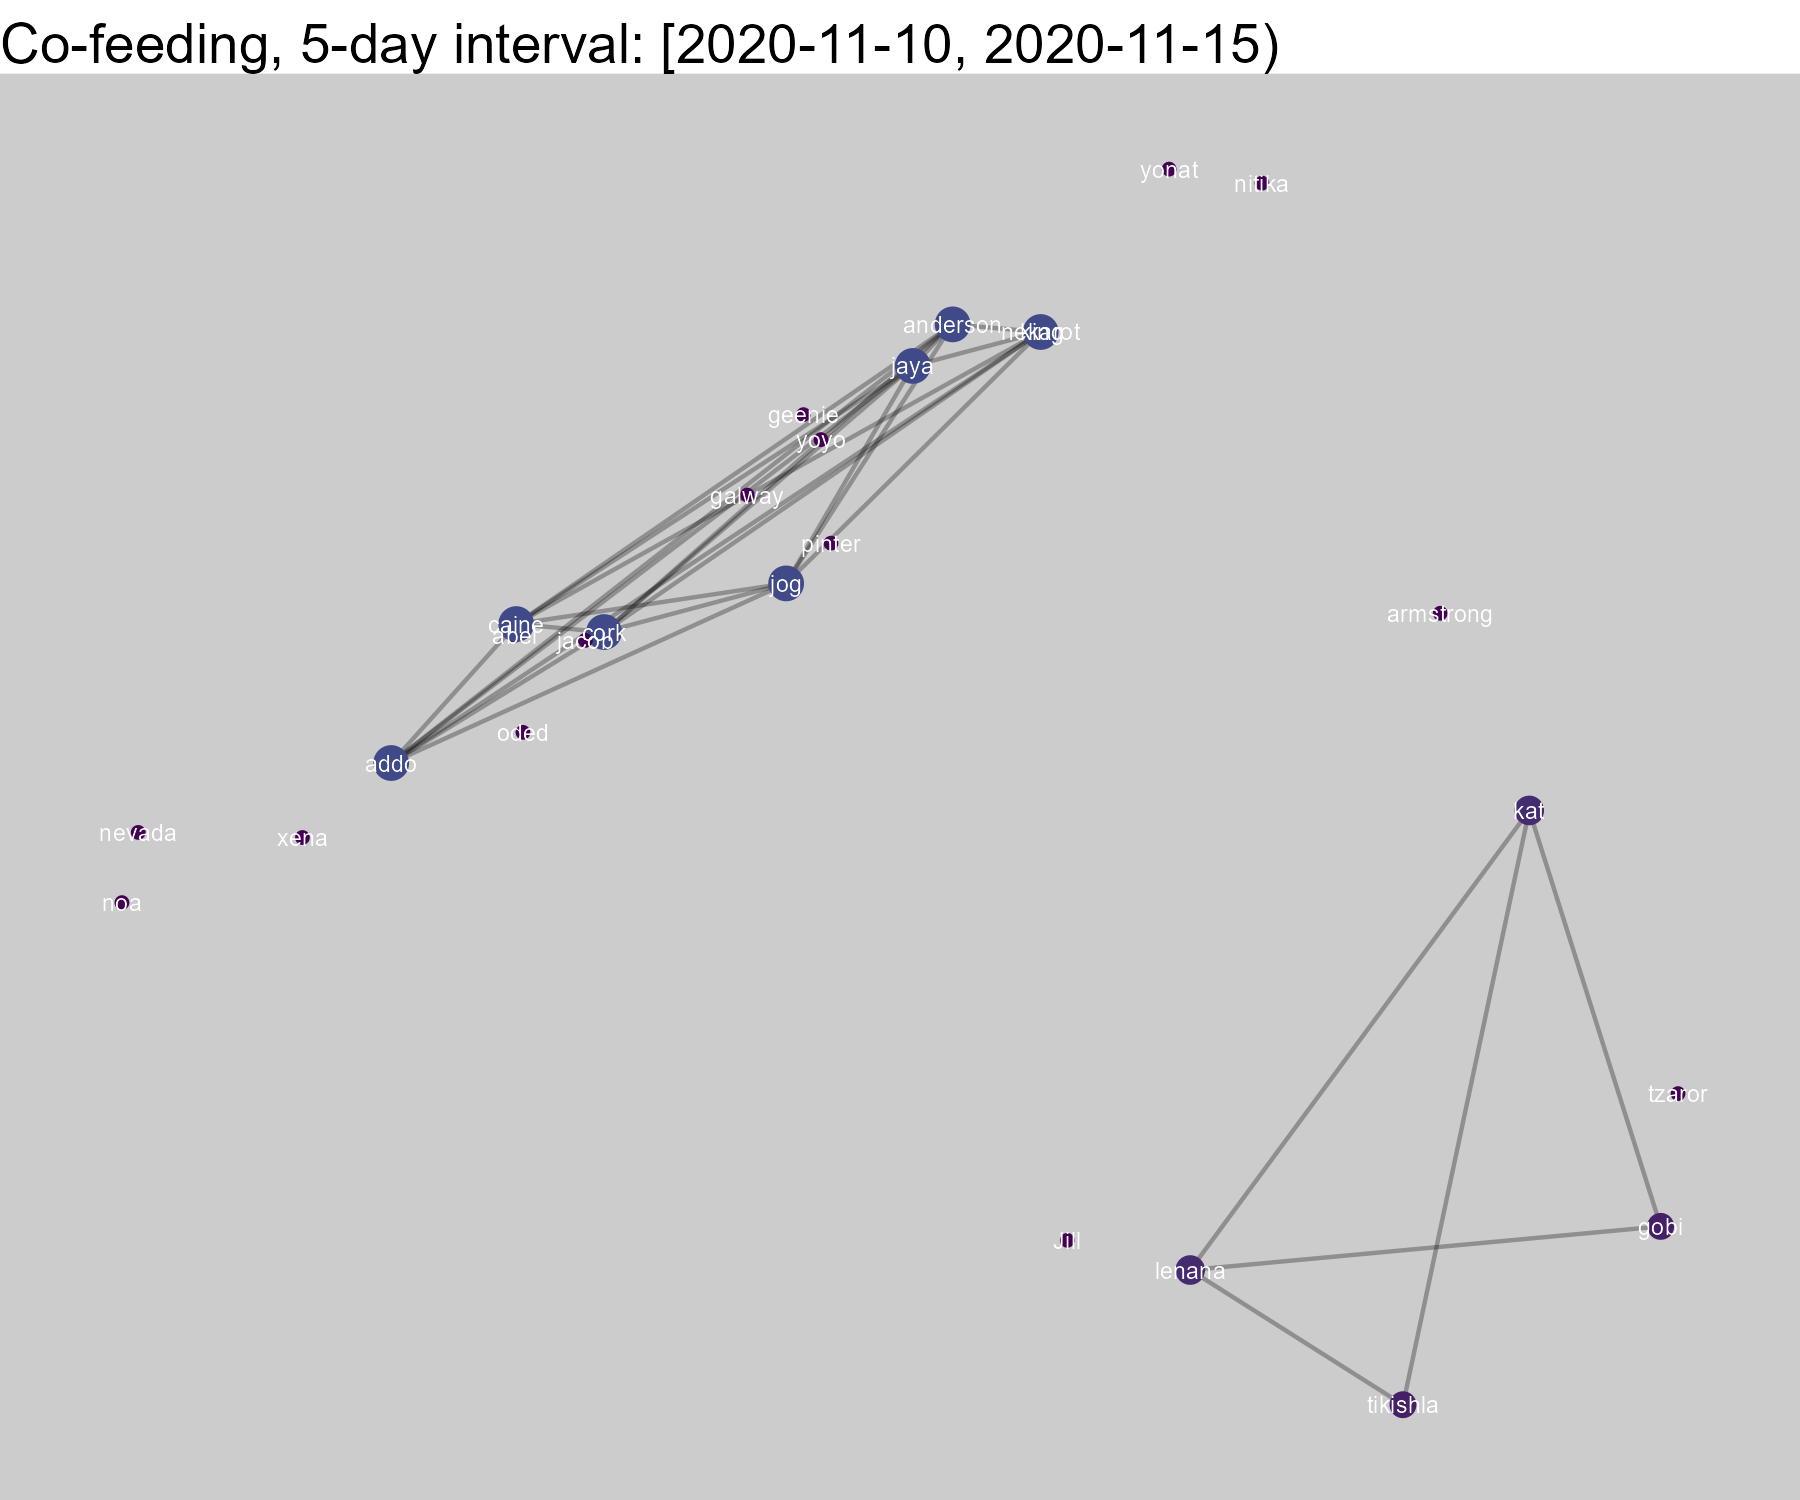 Co-feeding, 5-day interval: [2020-11-10, 2020-11-15)
yonat
nitika
anderson
jaya
geenie
yoyo
galway
pinter
jog
armstrong
caine
abel
cork
jacob
oded
addo
kat
nevada
xena
noa
tzaror
gobi
Jill
lenana
tikishla